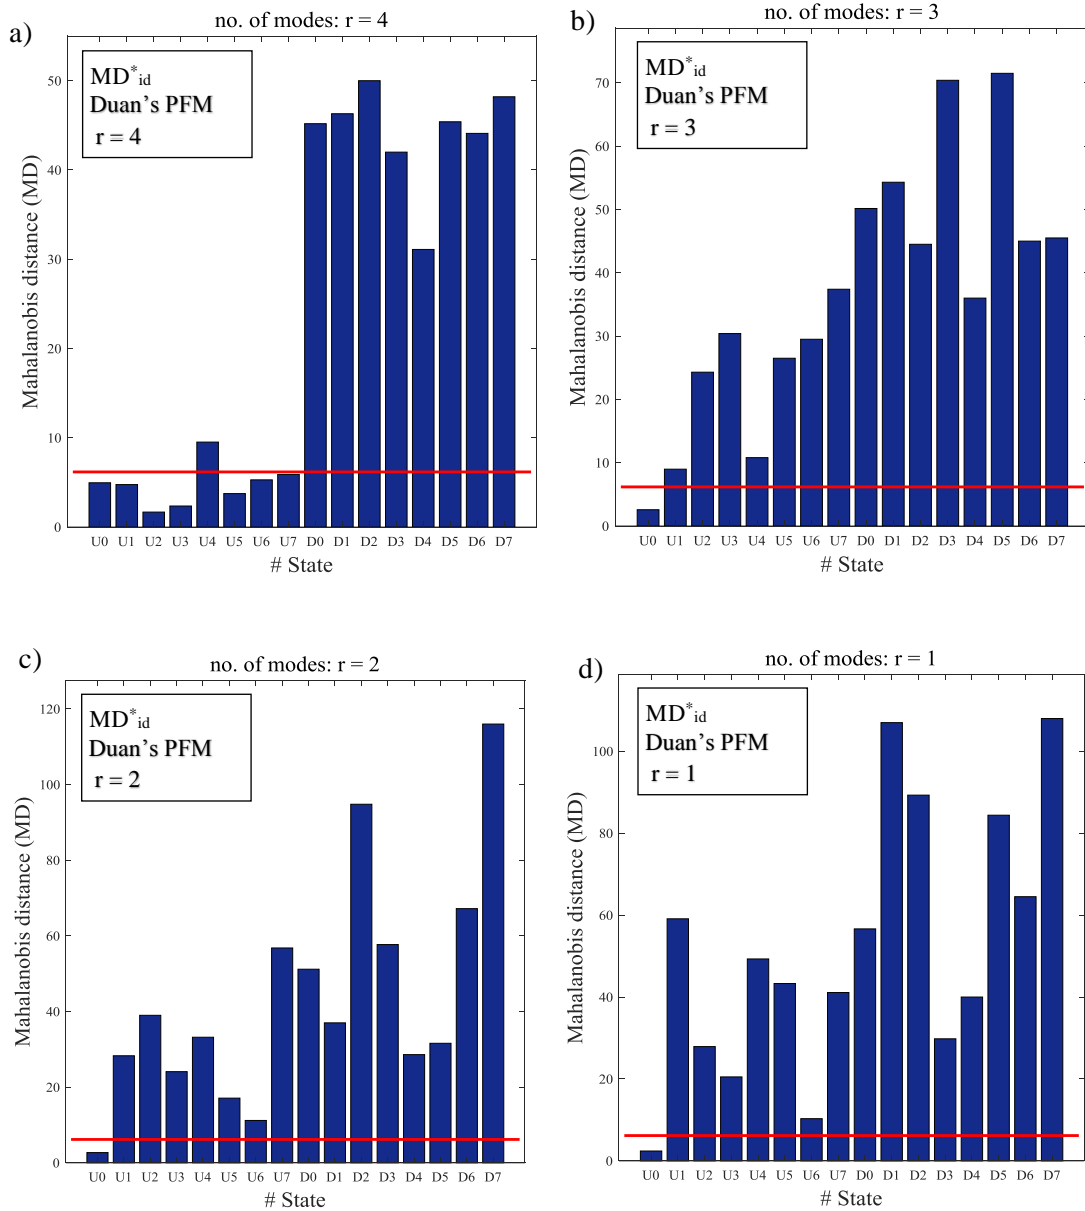 a)
no. of modes: r = 4
MD*id
Duan's PFM
r = 4
Mahalanobis distance (MD)
50
40
30
20
10
0
U0 U1 U2 U3 U4 U5 U6 U7 D0 D1 D2 D3 D4 D5 D6 D7
# State
b)
no. of modes: r = 3
MD*id
Duan's PFM
r = 3
Mahalanobis distance (MD)
70
60
50
40
30
20
10
0
U0 U1 U2 U3 U4 U5 U6 U7 D0 D1 D2 D3 D4 D5 D6 D7
# State
c)
no. of modes: r = 2
MD*id
Duan's PFM
r = 2
Mahalanobis distance (MD)
120
100
80
60
40
20
0
U0 U1 U2 U3 U4 U5 U6 U7 D0 D1 D2 D3 D4 D5 D6 D7
# State
d)
no. of modes: r = 1
MD*id
Duan's PFM
r = 1
Mahalanobis distance (MD)
100
80
60
40
20
0
U0 U1 U2 U3 U4 U5 U6 U7 D0 D1 D2 D3 D4 D5 D6 D7
# State